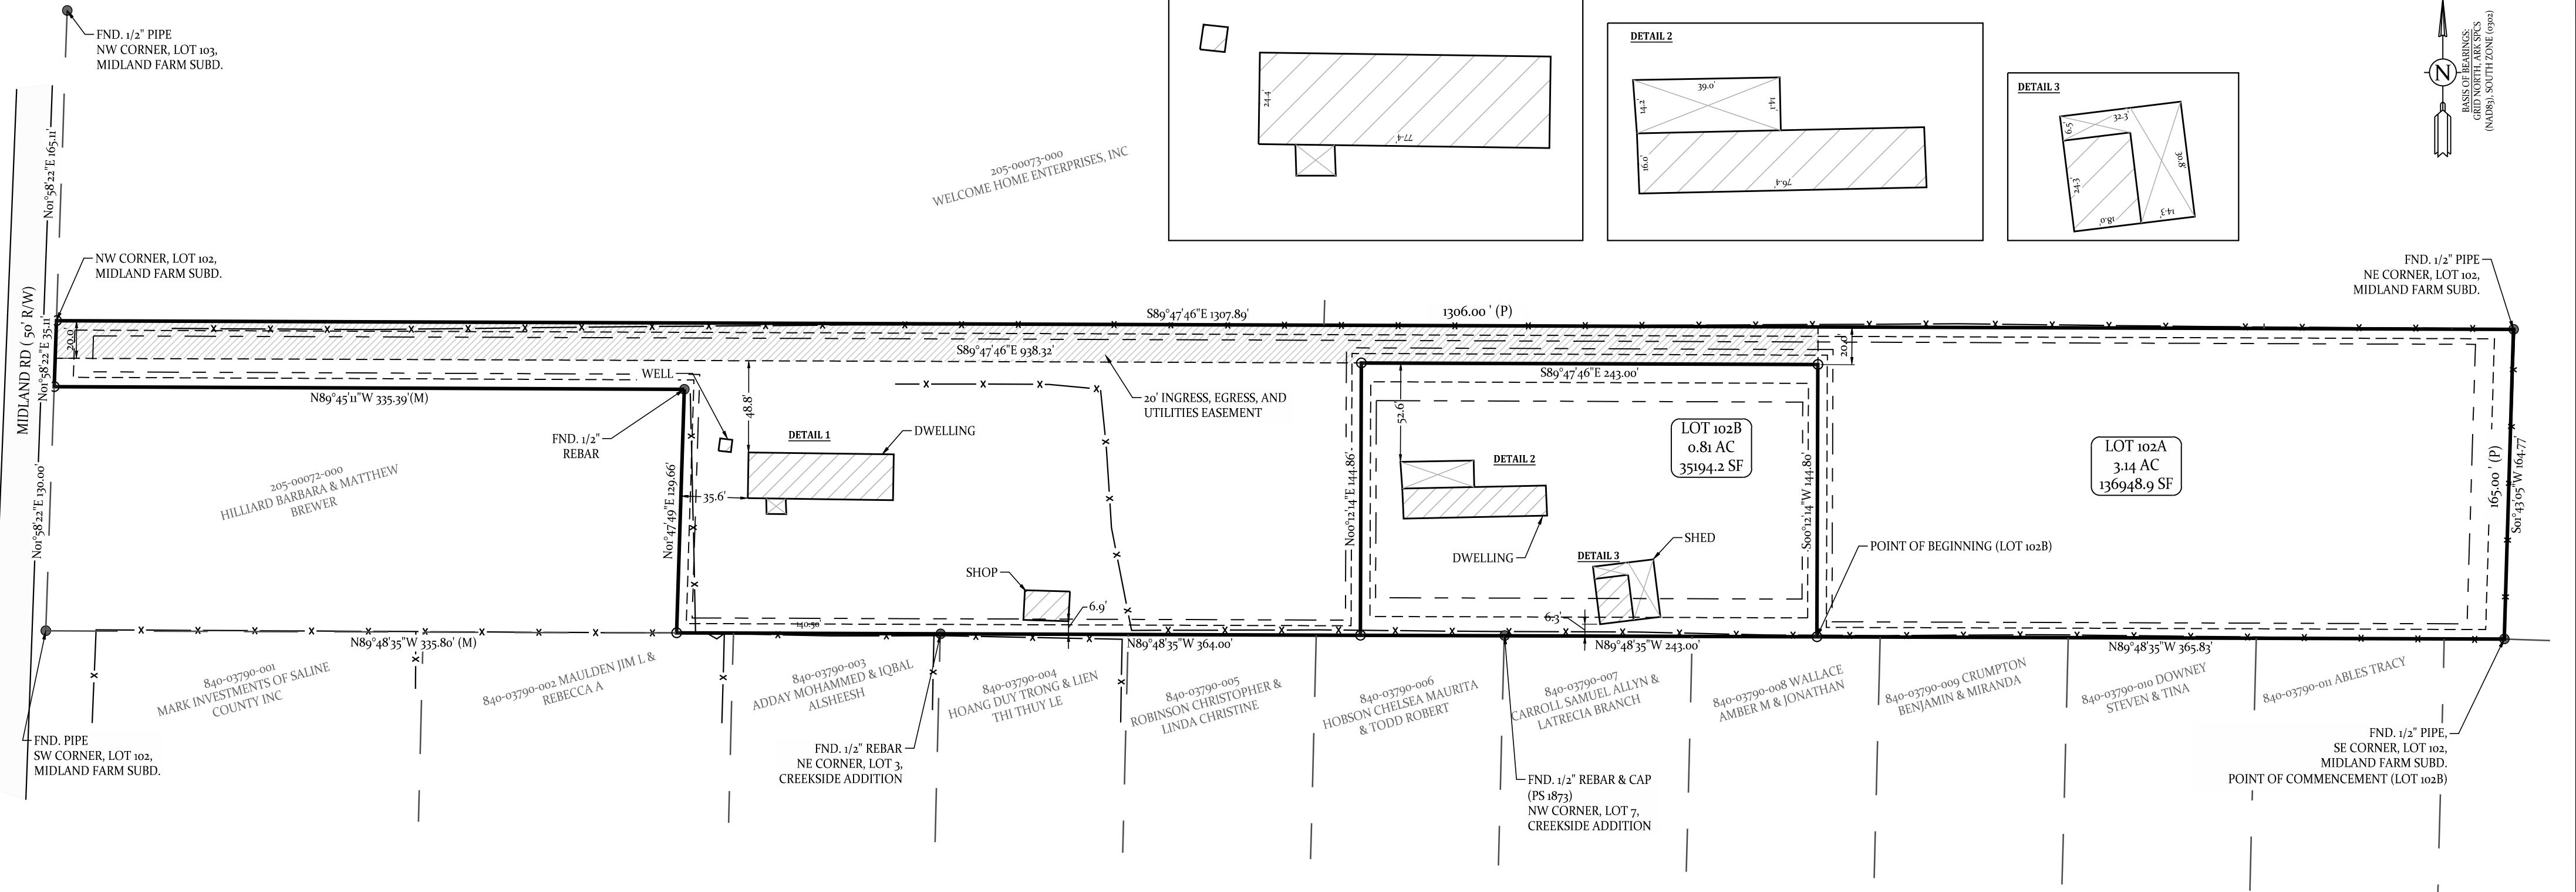 FND. 1/2" PIPE
NW CORNER, LOT 103,
MIDLAND FARM SUBD.
N01°58'22"E 165.11'
NW CORNER, LOT 102,
MIDLAND FARM SUBD.
MIDLAND RD ( 50' R/W)
N01°58'22"E 35.11'
20.0'
N01°58'22"E 130.00'
205-00073-000
WELCOME HOME ENTERPRISES, INC
24.4'
77.4'
DETAIL 2
39.0'
14.2'
14.1'
16.0'
76.4'
DETAIL 3
6.5'
32.3'
30.8'
24.3'
18.0'
14.3'
N
BASIS OF BEARINGS:
GRID NORTH, ARK SPCS
(NAD83), SOUTH ZONE (0302)
FND. 1/2" PIPE
NE CORNER, LOT 102,
MIDLAND FARM SUBD.
S89°47'46"E 1307.89'
1306.00 ' (P)
S89°47'46"E 938.32'
20.0'
S89°47'46"E 243.00'
WELL
N89°45'11"W 335.39'(M)
20' INGRESS, EGRESS, AND
UTILITIES EASEMENT
48.8'
52.6'
FND. 1/2"
REBAR
DETAIL 1
DWELLING
35.6'
N01°47'49"E 129.66'
205-00072-000
HILLIARD BARBARA & MATTHEW
BREWER
LOT 102B
0.81 AC
35194.2 SF
LOT 102A
3.14 AC
136948.9 SF
DETAIL 2
DWELLING
N00°12'14"E 144.86'
S00°12'14"W 144.80'
165.00 ' (P)
S01°43'05"W 164.77'
DETAIL 3
SHED
6.3'
POINT OF BEGINNING (LOT 102B)
SHOP
6.9'
140.50
N89°48'35"W 335.80' (M)
N89°48'35"W 364.00'
N89°48'35"W 243.00'
N89°48'35"W 365.83'
840-03790-001
MARK INVESTMENTS OF SALINE
COUNTY INC
840-03790-002 MAULDEN JIM L &
REBECCA A
840-03790-003
ADDAY MOHAMMED & IQBAL
ALSHEESH
840-03790-004
HOANG DUY TRONG & LIEN
THI THUY LE
840-03790-005
ROBINSON CHRISTOPHER &
LINDA CHRISTINE
840-03790-006
HOBSON CHELSEA MAURITA
& TODD ROBERT
840-03790-007
CARROLL SAMUEL ALLYN &
LATRECIA BRANCH
840-03790-008 WALLACE
AMBER M & JONATHAN
840-03790-009 CRUMPTON
BENJAMIN & MIRANDA
840-03790-010 DOWNEY
STEVEN & TINA
840-03790-011 ABLES TRACY
FND. PIPE
SW CORNER, LOT 102,
MIDLAND FARM SUBD.
FND. 1/2" REBAR
NE CORNER, LOT 3,
CREEKSIDE ADDITION
FND. 1/2" REBAR & CAP
(PS 1873)
NW CORNER, LOT 7,
CREEKSIDE ADDITION
FND. 1/2" PIPE,
SE CORNER, LOT 102,
MIDLAND FARM SUBD.
POINT OF COMMENCEMENT (LOT 102B)